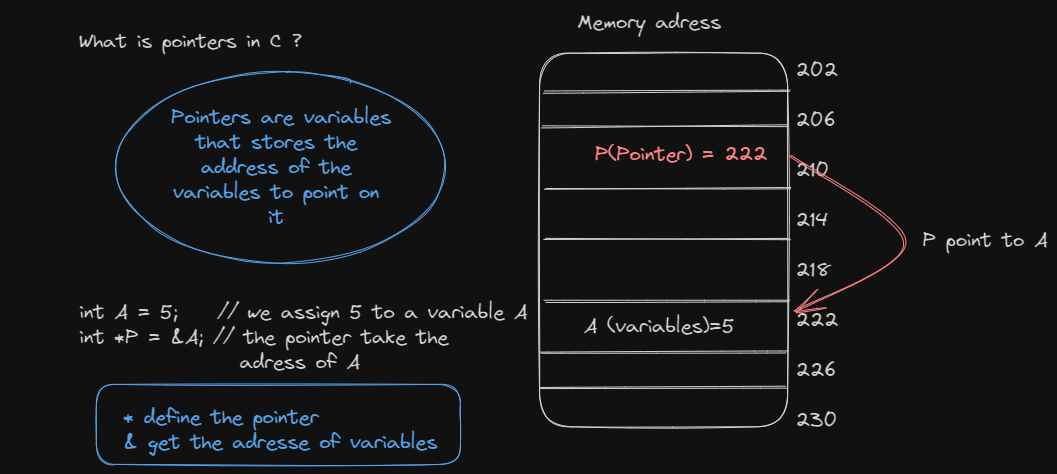 What is pointers in C ?
Pointers are variables
that stores the
address of the
variables to point on
it
int A = 5; // we assign 5 to a variable A
int *P = &A; // the pointer take the
adress of A
* define the pointer
& get the adresse of variables
Memory adress
202
206
P(Pointer) = 222
210
214
218
A (variables)=5
222
226
230
P point to A